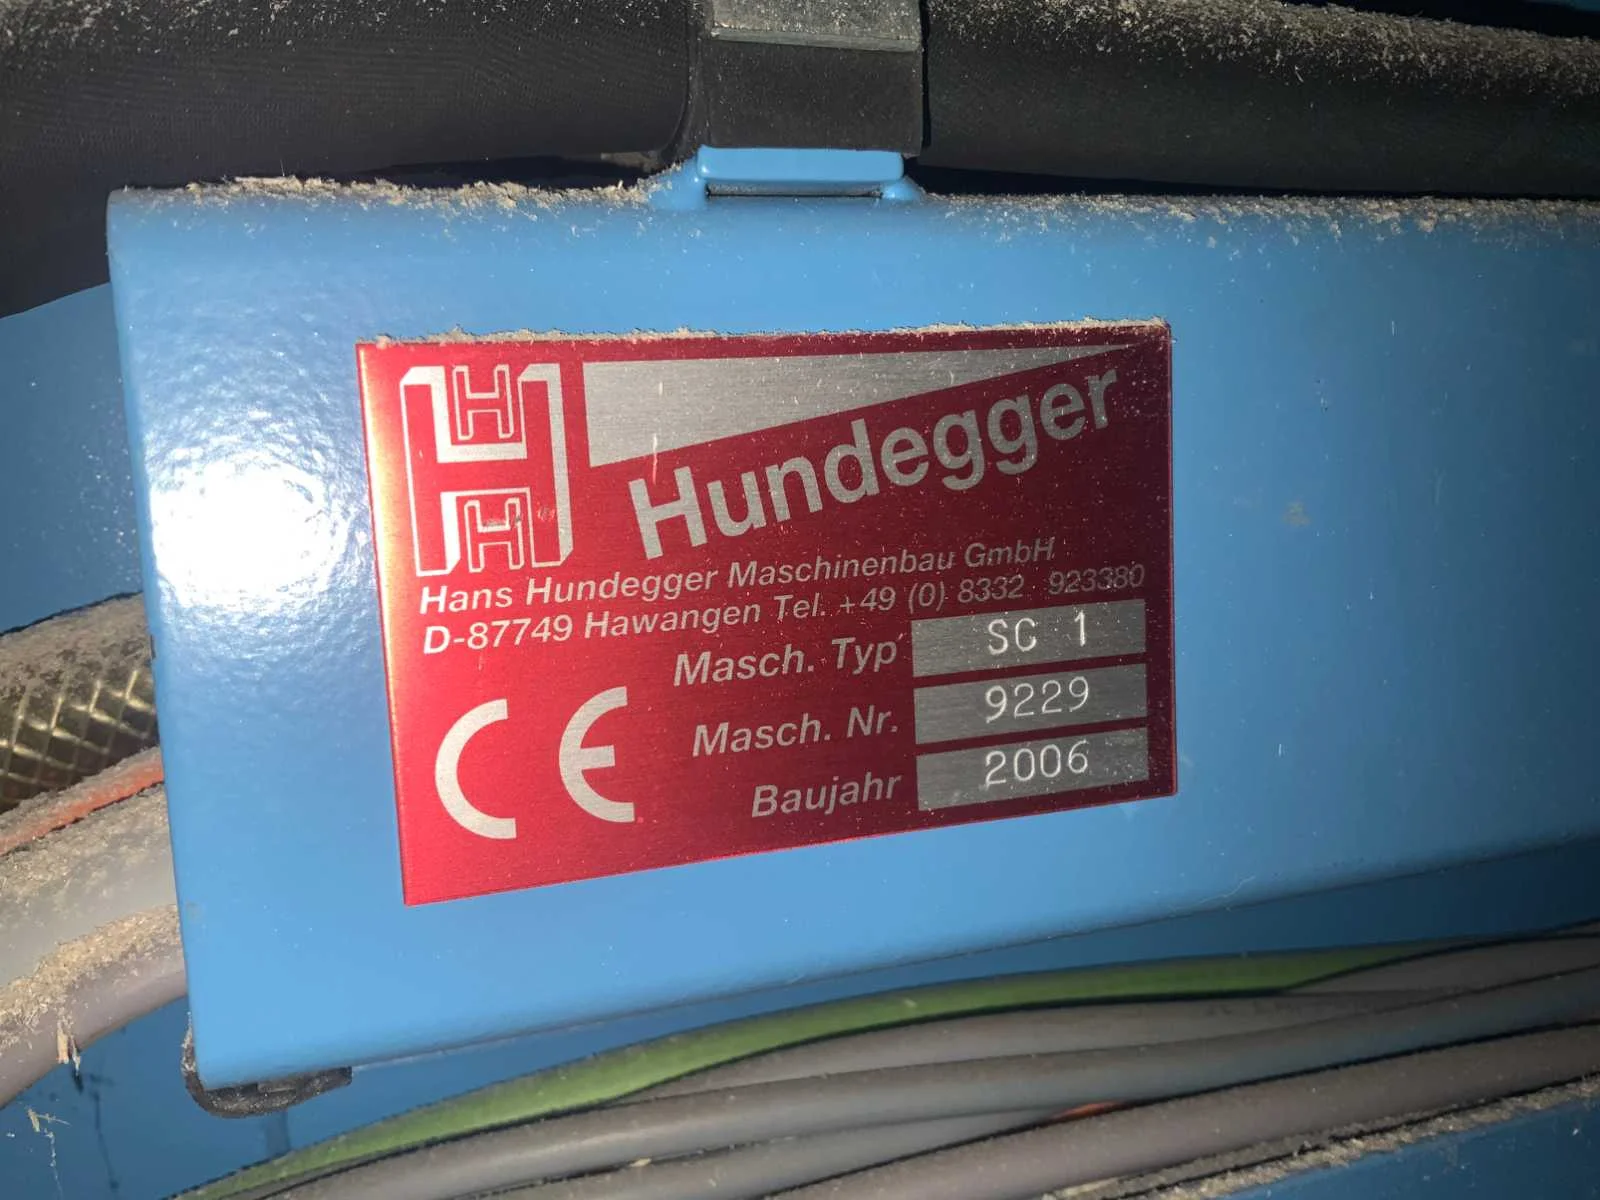 H
H
H
Hundegger
Hans Hundegger Maschinenbau GmbH
D-87749 Hawangen Tel. +49 (0) 8332 923380
Masch. Typ SC 1
Masch. Nr. 9229
Baujahr 2006
CE